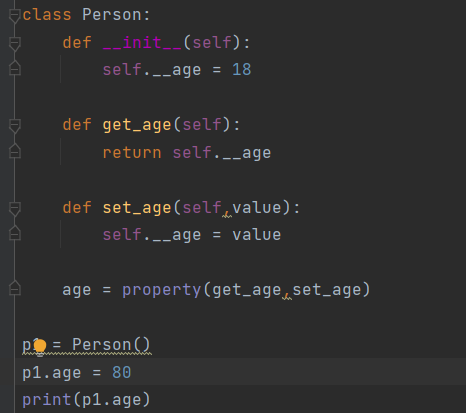 class Person:
    def __init__(self):
        self.__age = 18
    def get_age(self):
        return self.__age
    def set_age(self,value):
        self.__age = value
    age = property(get_age,set_age)
= Person()
p1.age = 80
print(p1.age)